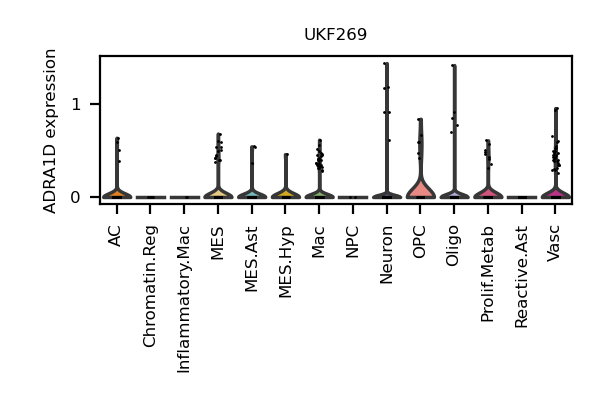 UKF269
ADRA1D expression
1
0
AC
Chromatin.Reg
Inflammatory.Mac
MES
MES.Ast
MES.Hyp
Mac
NPC
Neuron
OPC
Oligo
Prolif.Metab
Reactive.Ast
Vasc